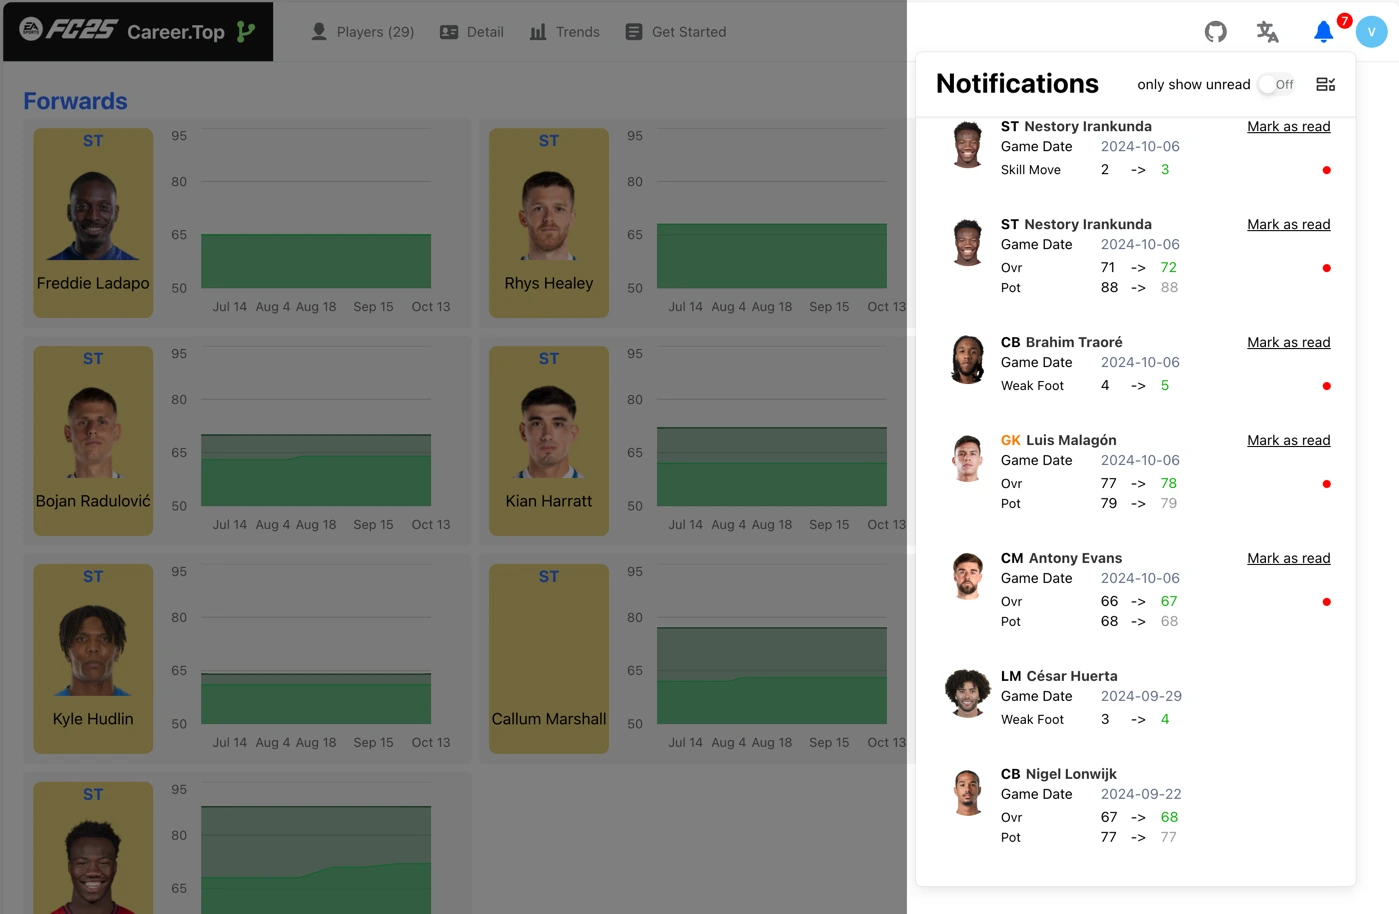 EA SPORTS FC25 Career.Top
Players (29) Detail Trends Get Started
7
V
Forwards
ST
95
80
65
50
Freddie Ladapo
Jul 14 Aug 4 Aug 18 Sep 15 Oct 13
ST
95
80
65
50
Rhys Healey
Jul 14 Aug 4 Aug 18 Sep 15 Oct 13
ST
95
80
65
50
Bojan Radulović
Jul 14 Aug 4 Aug 18 Sep 15 Oct 13
ST
95
80
65
50
Kian Harratt
Jul 14 Aug 4 Aug 18 Sep 15 Oct 13
ST
95
80
65
50
Kyle Hudlin
Jul 14 Aug 4 Aug 18 Sep 15 Oct 13
ST
95
80
65
50
Callum Marshall
Jul 14 Aug 4 Aug 18 Sep 15 Oct 13
ST
95
80
65
Notifications only show unread Off
ST Nestory Irankunda Mark as read
Game Date 2024-10-06
Skill Move 2 -> 3
ST Nestory Irankunda Mark as read
Game Date 2024-10-06
Ovr 71 -> 72
Pot 88 -> 88
CB Brahim Traoré Mark as read
Game Date 2024-10-06
Weak Foot 4 -> 5
GK Luis Malagón Mark as read
Game Date 2024-10-06
Ovr 77 -> 78
Pot 79 -> 79
CM Antony Evans Mark as read
Game Date 2024-10-06
Ovr 66 -> 67
Pot 68 -> 68
LM César Huerta
Game Date 2024-09-29
Weak Foot 3 -> 4
CB Nigel Lonwijk
Game Date 2024-09-22
Ovr 67 -> 68
Pot 77 -> 77